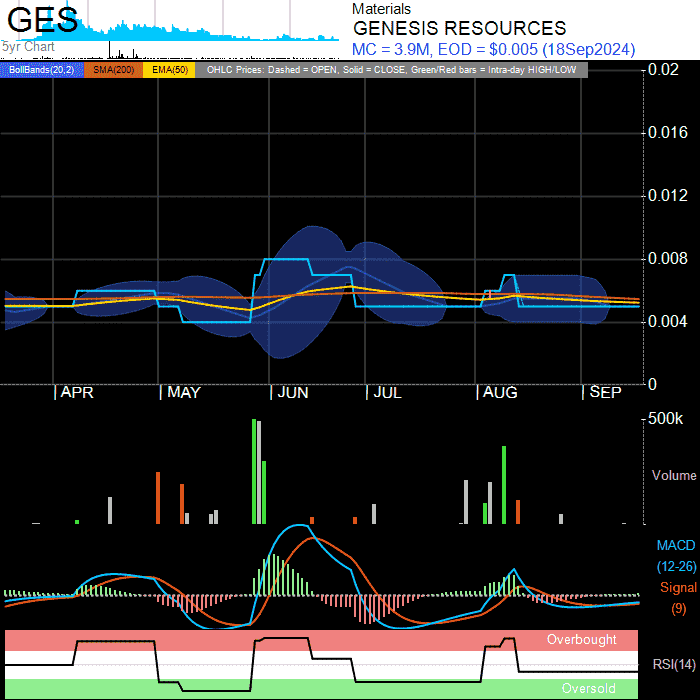 GES
5yr Chart
Materials
GENESIS RESOURCES
MC = 3.9M, EOD = $0.005 (18Sep2024)
BollBands(20,2) SMA(200) EMA(50) OHLC Prices: Dashed = OPEN, Solid = CLOSE, Green/Red bars = Intra-day HIGH/LOW
0.02
0.016
0.012
0.008
0.004
0
APR MAY JUN JUL AUG SEP
500k
Volume
MACD
(12-26)
Signal
(9)
Overbought
RSI(14)
Oversold